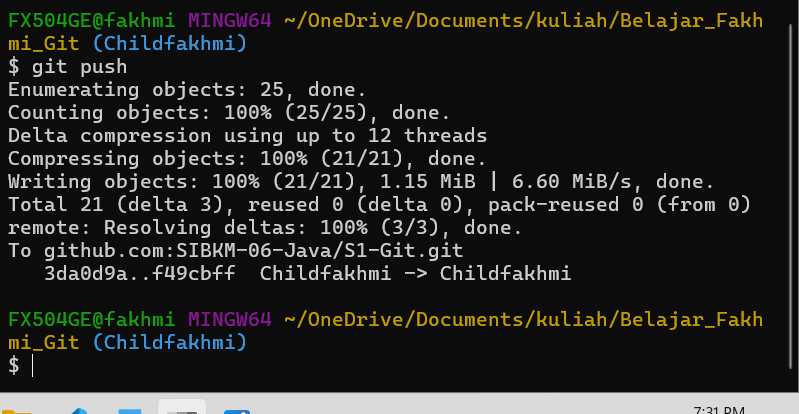 FX504GE@fakhmi MINGW64 ~/OneDrive/Documents/kuliah/Belajar_Fakh
mi_Git (Childfakhmi)
$ git push
Enumerating objects: 25, done.
Counting objects: 100% (25/25), done.
Delta compression using up to 12 threads
Compressing objects: 100% (21/21), done.
Writing objects: 100% (21/21), 1.15 MiB | 6.60 MiB/s, done.
Total 21 (delta 3), reused 0 (delta 0), pack-reused 0 (from 0)
remote: Resolving deltas: 100% (3/3), done.
To github.com:SIBKM-06-Java/S1-Git.git
   3da0d9a..f49cbff  Childfakhmi -> Childfakhmi
FX504GE@fakhmi MINGW64 ~/OneDrive/Documents/kuliah/Belajar_Fakh
mi_Git (Childfakhmi)
$
7:31 PM